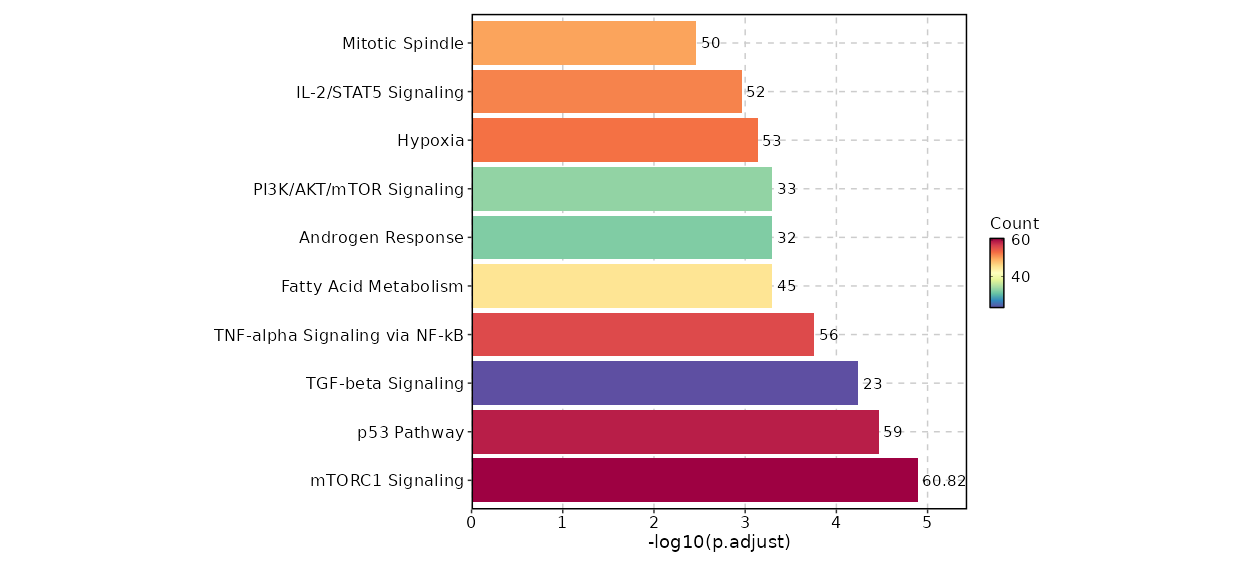 Mitotic Spindle 50
IL-2/STAT5 Signaling 52
Hypoxia 53
PI3K/AKT/mTOR Signaling 33
Androgen Response 32
Fatty Acid Metabolism 45
TNF-alpha Signaling via NF-kB 56
TGF-beta Signaling 23
p53 Pathway 59
mTORC1 Signaling 60.82
0 1 2 3 4 5
-log10(p.adjust)
Count
60
40